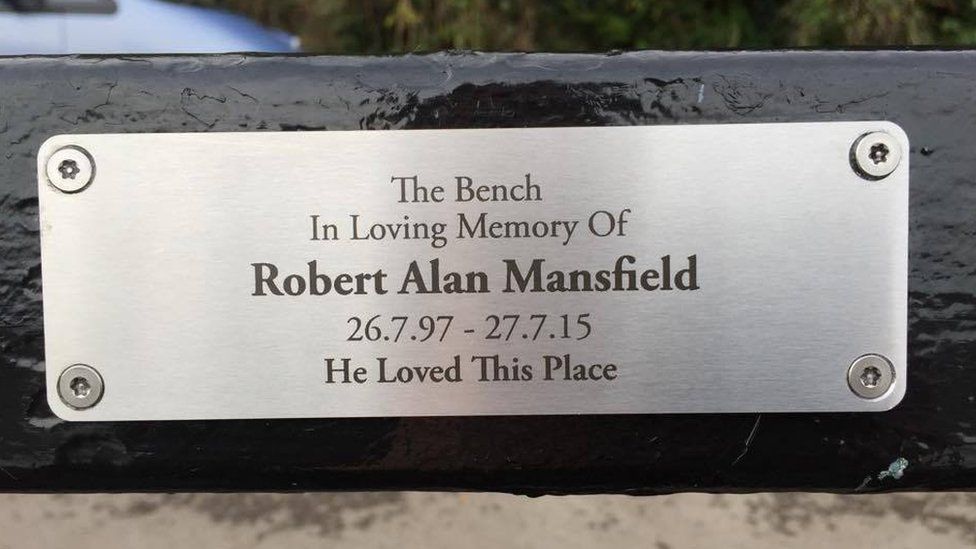 The Bench
In Loving Memory Of
Robert Alan Mansfield
26.7.97 - 27.7.15
He Loved This Place